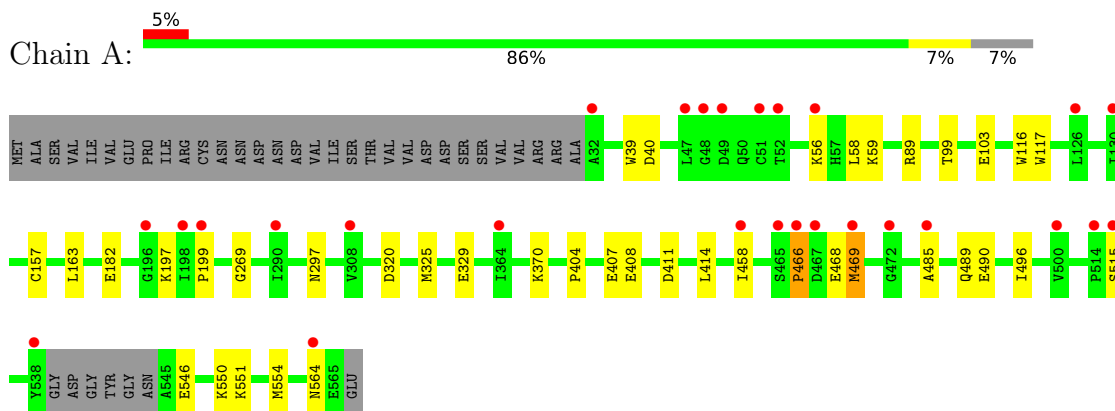 5%
Chain A:
86% 7% 7%
MET ALA SER VAL ILE VAL GLU PRO ILE ARG CYS ASN ASN ASP ASN ASP VAL ILE SER THR VAL VAL ASP ASP SER SER VAL VAL ARG ARG ALA A32 W39 D40 L47 G48 D49 Q50 C51 T52 K56 H57 L58 K59 R89 T99 E103 W116 W117 L126 I130
C157 L163 E182 G196 K197 I198 P199 G269 I290 N297 V308 D320 M325 E329 I364 K370 P404 E407 E408 D411 L414 I458 S465 P466 D467 E468 M469 G472 A485 Q489 E490 I496 V500 P514 S515
Y538 GLY ASP GLY TYR GLY ASN A545 E546 K550 K551 M554 N564 E565 GLU